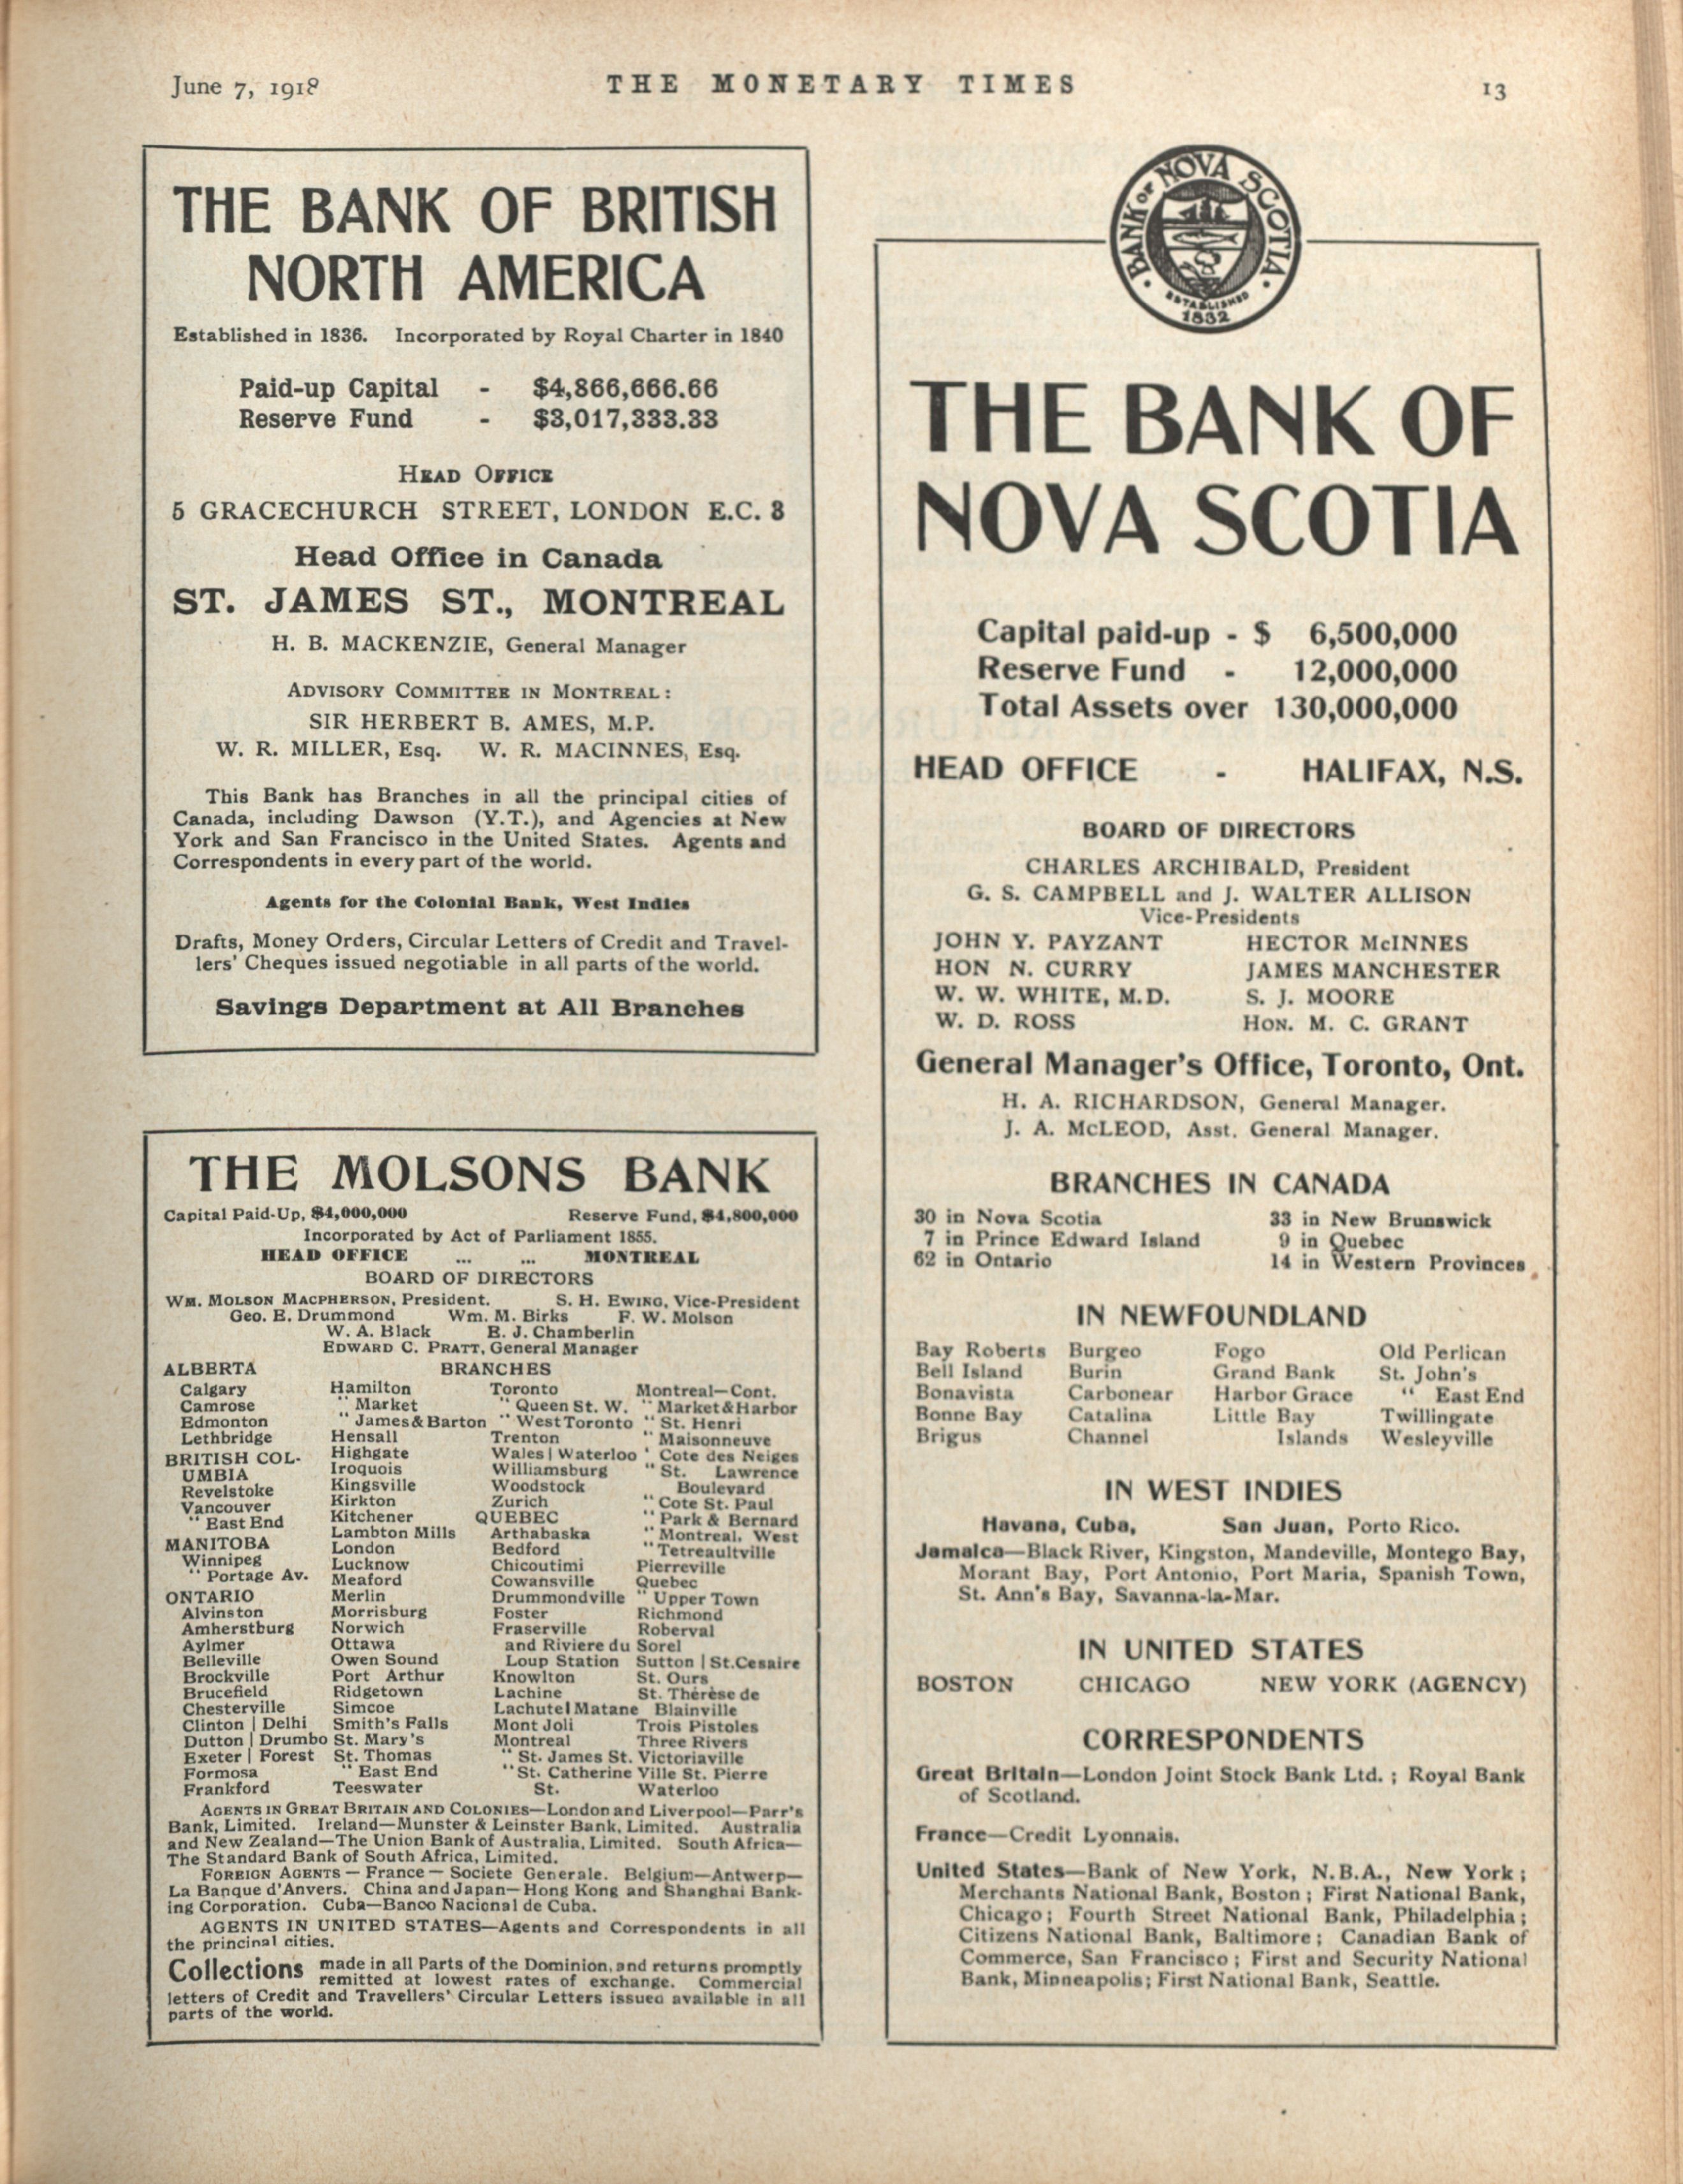 June 7, 1918
THE MONETARY TIMES
13
THE BANK OF BRITISH
NORTH AMERICA
Established in 1836. Incorporated by Royal Charter in 1840
Paid-up Capital - $4,866,666.66
Reserve Fund - $3,017,333.33
HEAD OFFICE
5 GRACECHURCH STREET, LONDON E.C. 3
Head Office in Canada
ST. JAMES ST., MONTREAL
H. B. MACKENZIE, General Manager
ADVISORY COMMITTEE IN MONTREAL:
SIR HERBERT B. AMES, M.P.
W. R. MILLER, Esq. W. R. MACINNES, Esq.
This Bank has Branches in all the principal cities of
Canada, including Dawson (Y.T.), and Agencies at New
York and San Francisco in the United States. Agents and
Correspondents in every part of the world.
Agents for the Colonial Bank, West Indies
Drafts, Money Orders, Circular Letters of Credit and Travel-
lers' Cheques issued negotiable in all parts of the world.
Savings Department at All Branches
THE MOLSONS BANK
Capital Paid-Up, $4,000,000 Reserve Fund, $4,800,000
Incorporated by Act of Parliament 1855.
HEAD OFFICE ... ... MONTREAL
BOARD OF DIRECTORS
WM. MOLSON MACPHERSON, President. S. H. EWING, Vice-President
Geo. E. Drummond Wm. M. Birks F. W. Molson
W. A. Black E. J. Chamberlin
EDWARD C. PRATT, General Manager
ALBERTA BRANCHES
Calgary Hamilton Toronto Montreal—Cont.
Camrose " Market " Queen St. W. " Market & Harbor
Edmonton " James & Barton " West Toronto " St. Henri
Lethbridge Hensall Trenton " Maisonneuve
BRITISH COL- Highgate Wales | Waterloo ' Cote des Neiges
UMBIA Iroquois Williamsburg " St. Lawrence
Revelstoke Kingsville Woodstock Boulevard
Vancouver Kirkton Zurich " Cote St. Paul
" East End Kitchener QUEBEC " Park & Bernard
MANITOBA Lambton Mills Arthabaska " Montreal. West
Winnipeg London Bedford " Tetreaultville
" Portage Av. Lucknow Chicoutimi Pierreville
ONTARIO Meaford Cowansville Quebec
Alvinston Merlin Drummondville " Upper Town
Amherstburg Morrisburg Foster Richmond
Aylmer Norwich Fraserville Roberval
Belleville Ottawa and Riviere du Sorel
Brockville Owen Sound Loup Station Sutton | St. Cesaire
Brucefield Port Arthur Knowlton St. Ours
Chesterville Ridgetown Lachine St. Thérèse de
Clinton | Delhi Simcoe Lachute | Matane Blainville
Dutton | Drumbo Smith's Falls Mont Joli Trois Pistoles
Exeter | Forest St. Mary's Montreal Three Rivers
Formosa St. Thomas " St. James St. Victoriaville
Frankford " East End " St. Catherine Ville St. Pierre
Teeswater St. Waterloo
AGENTS IN GREAT BRITAIN AND COLONIES—London and Liverpool—Parr's
Bank, Limited. Ireland—Munster & Leinster Bank, Limited. Australia
and New Zealand—The Union Bank of Australia, Limited. South Africa—
The Standard Bank of South Africa, Limited.
FOREIGN AGENTS — France — Societe Generale. Belgium—Antwerp—
La Banque d'Anvers. China and Japan—Hong Kong and Shanghai Bank-
ing Corporation. Cuba—Banco Nacional de Cuba.
AGENTS IN UNITED STATES—Agents and Correspondents in all
the principal cities.
Collections made in all Parts of the Dominion, and returns promptly
remitted at lowest rates of exchange. Commercial
letters of Credit and Travellers' Circular Letters issued available in all
parts of the world.
BANK OF NOVA SCOTIA
ESTABLISHED
1832
THE BANK OF
NOVA SCOTIA
Capital paid-up - $ 6,500,000
Reserve Fund - 12,000,000
Total Assets over 130,000,000
HEAD OFFICE - HALIFAX, N.S.
BOARD OF DIRECTORS
CHARLES ARCHIBALD, President
G. S. CAMPBELL and J. WALTER ALLISON
Vice-Presidents
JOHN Y. PAYZANT HECTOR McINNES
HON N. CURRY JAMES MANCHESTER
W. W. WHITE, M.D. S. J. MOORE
W. D. ROSS HON. M. C. GRANT
General Manager's Office, Toronto, Ont.
H. A. RICHARDSON, General Manager.
J. A. McLEOD, Asst. General Manager.
BRANCHES IN CANADA
30 in Nova Scotia 33 in New Brunswick
7 in Prince Edward Island 9 in Quebec
62 in Ontario 14 in Western Provinces
IN NEWFOUNDLAND
Bay Roberts Burgeo Fogo Old Perlican
Bell Island Burin Grand Bank St. John's
Bonavista Carbonear Harbor Grace " East End
Bonne Bay Catalina Little Bay Twillingate
Brigus Channel Islands Wesleyville
IN WEST INDIES
Havana, Cuba, San Juan, Porto Rico.
Jamaica—Black River, Kingston, Mandeville, Montego Bay,
Morant Bay, Port Antonio, Port Maria, Spanish Town,
St. Ann's Bay, Savanna-la-Mar.
IN UNITED STATES
BOSTON CHICAGO NEW YORK (AGENCY)
CORRESPONDENTS
Great Britain—London Joint Stock Bank Ltd. ; Royal Bank
of Scotland.
France—Credit Lyonnais.
United States—Bank of New York, N.B.A., New York ;
Merchants National Bank, Boston ; First National Bank,
Chicago ; Fourth Street National Bank, Philadelphia ;
Citizens National Bank, Baltimore ; Canadian Bank of
Commerce, San Francisco ; First and Security National
Bank, Minneapolis; First National Bank, Seattle.